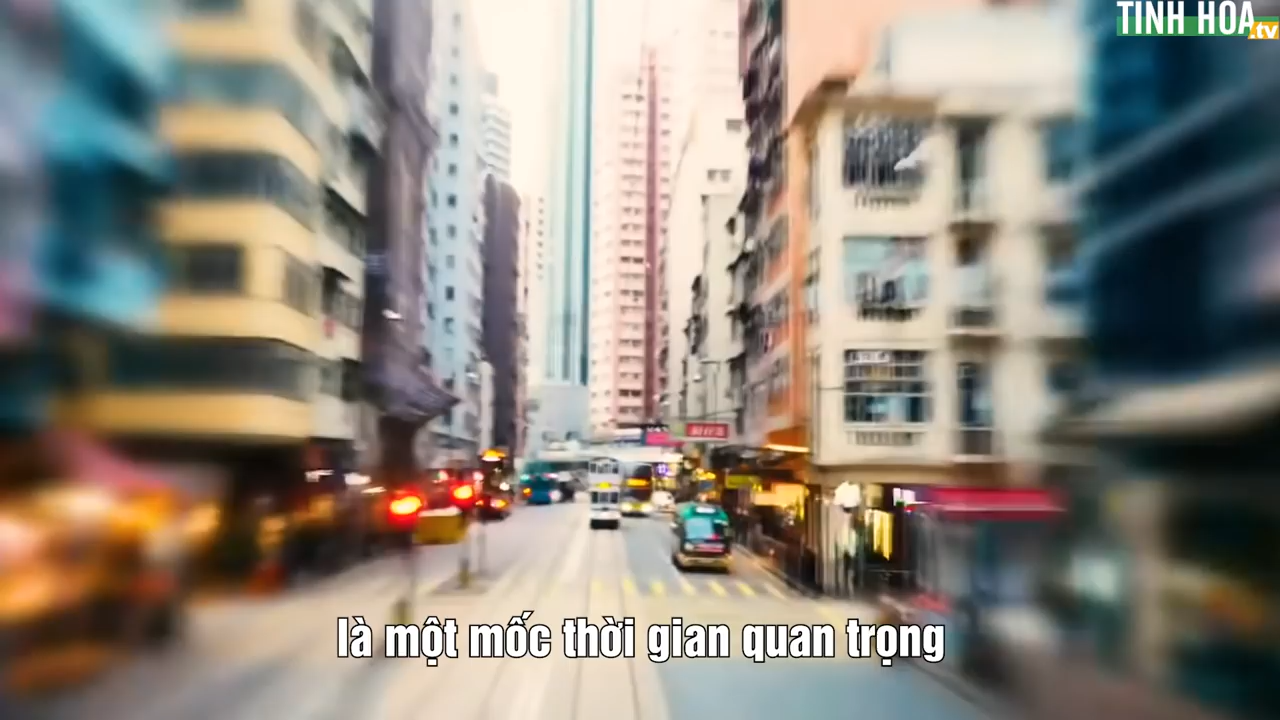 TINH HOA
.tv
là một mốc thời gian quan trọng